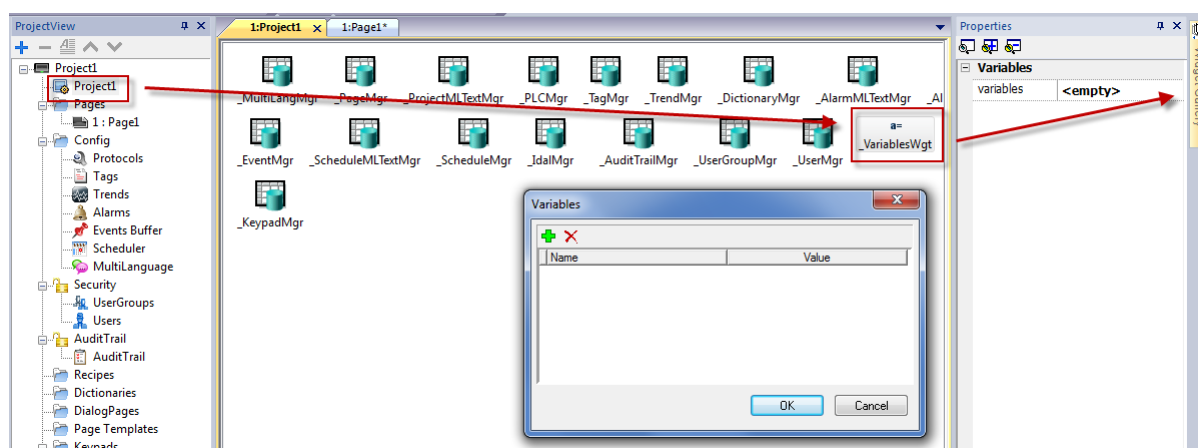 ProjectView
Project1
Project1
Pages
1 : Page1
Config
Protocols
Tags
Trends
Alarms
Events Buffer
Scheduler
MultiLanguage
Security
UserGroups
Users
AuditTrail
AuditTrail
Recipes
Dictionaries
DialogPages
Page Templates
Keypads
1:Project1 x 1:Page1*
_MultiLangMgr _PageMgr _ProjectMLTextMgr _PLCMgr _TagMgr _TrendMgr _DictionaryMgr _AlarmMLTextMgr _Al
a=
_EventMgr _ScheduleMLTextMgr _ScheduleMgr _IdalMgr _AuditTrailMgr _UserGroupMgr _UserMgr _VariablesWgt
_KeypadMgr
Variables
Name Value
OK Cancel
Properties
Variables
variables <empty>